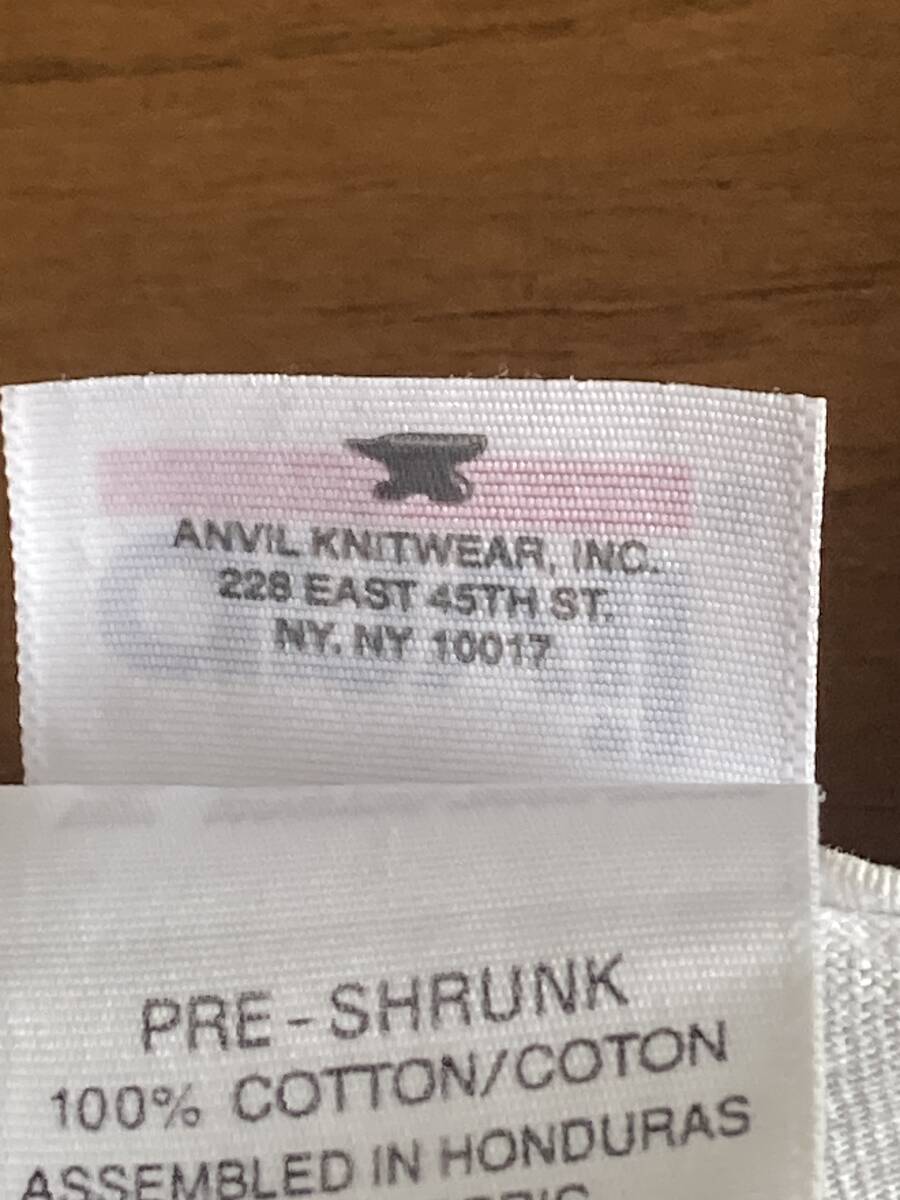 ANVIL KNITWEAR, INC.
228 EAST 45TH ST.
NY. NY 10017
PRE-SHRUNK
100% COTTON/COTON
ASSEMBLED IN HONDURAS